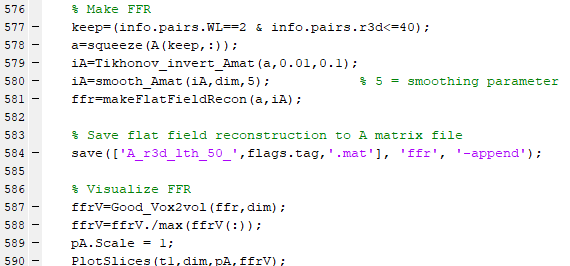 576 % Make FFR
577 – keep=(info.pairs.WL==2 & info.pairs.r3d<=40);
578 – a=squeeze(A(keep,:));
579 – iA=Tikhonov_invert_Amat(a,0.01,0.1);
580 – iA=smooth_Amat(iA,dim,5); % 5 = smoothing parameter
581 – ffr=makeFlatFieldRecon(a,iA);
582
583 % Save flat field reconstruction to A matrix file
584 – save(['A_r3d_lth_50_',flags.tag,'.mat'], 'ffr', '-append');
585
586 % Visualize FFR
587 – ffrV=Good_Vox2vol(ffr,dim);
588 – ffrV=ffrV./max(ffrV(:));
589 – pA.Scale = 1;
590 – PlotSlices(t1,dim,pA,ffrV);